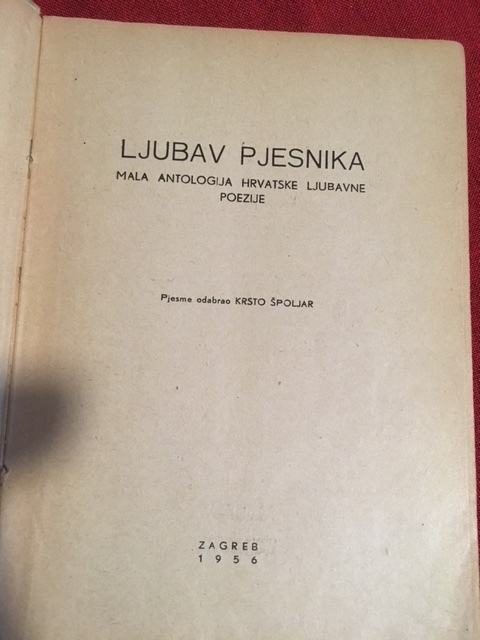 LJUBAV PJESNIKA
MALA ANTOLOGIJA HRVATSKE LJUBAVNE
POEZIJE
Pjesme odabrao KRSTO ŠPOLJAR
ZAGREB
1956